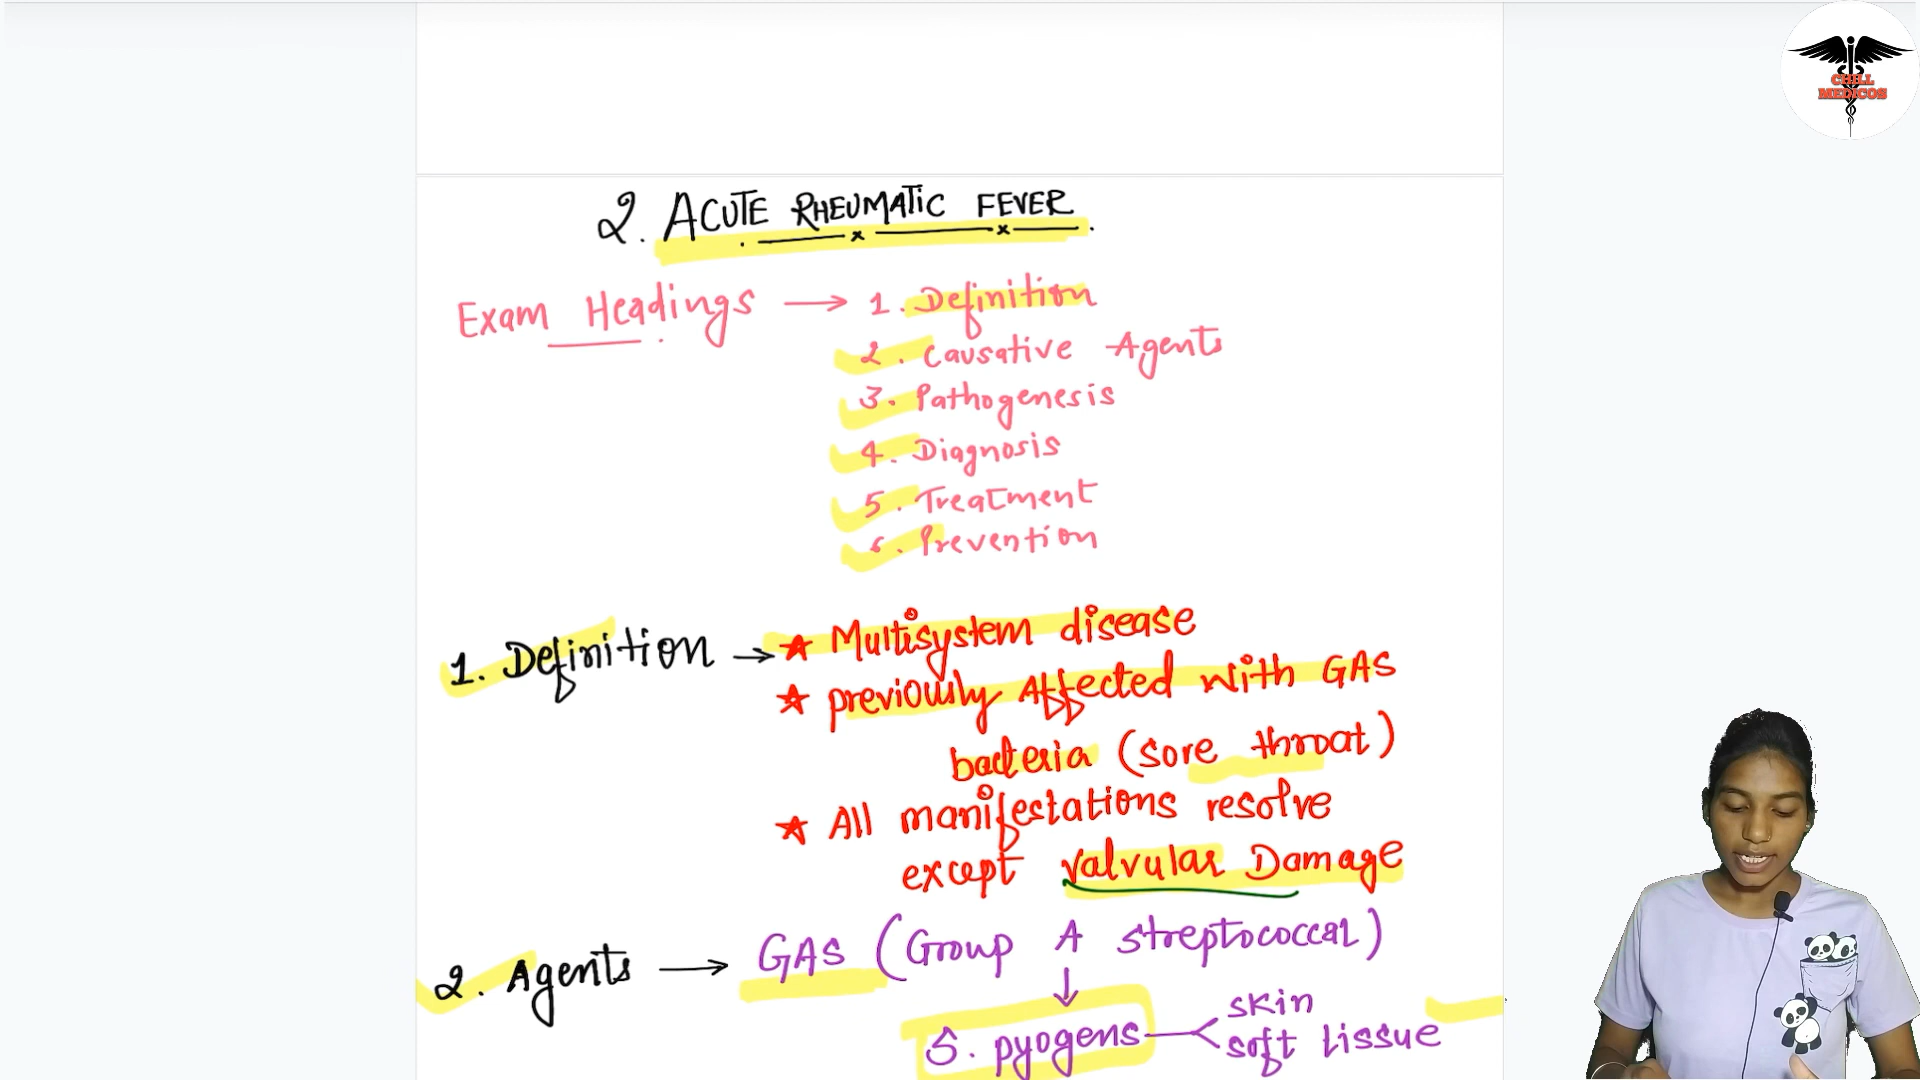 CHILL
MEDICOS
2. ACUTE RHEUMATIC FEVER
Exam Headings → 1. Definition
2. Causative Agents
3. Pathogenesis
4. Diagnosis
5. Treatment
6. Prevention
1. Definition → ★ Multisystem disease
★ previously Affected with GAS
bacteria (sore throat)
★ All manifestations resolve
except valvular Damage
2. Agents → GAS (Group A streptococcal)
↓
S. pyogens < skin
soft tissue